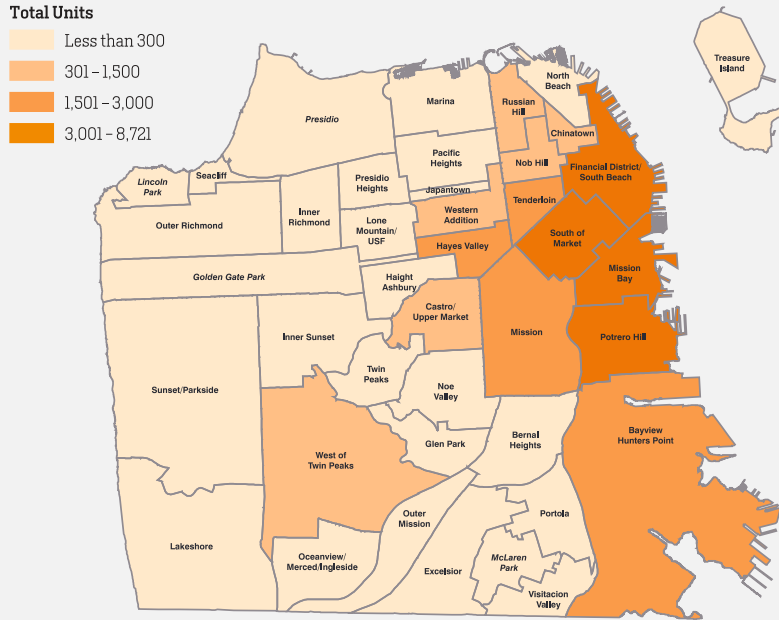 Total Units
Less than 300
301–1,500
1,501–3,000
3,001–8,721
Treasure
Island
North
Beach
Marina
Russian
Hill
Presidio
Chinatown
Pacific
Heights
Nob Hill
Financial District/
South Beach
Seacliff
Lincoln
Park
Presidio
Heights
Japantown
Tenderloin
Outer Richmond
Inner
Richmond
Lone
Mountain/
USF
Western
Addition
South of
Market
Hayes Valley
Golden Gate Park
Haight
Ashbury
Mission
Bay
Castro/
Upper Market
Inner Sunset
Mission
Potrero Hill
Twin
Peaks
Sunset/Parkside
Noe
Valley
Bayview
Hunters Point
Glen Park
Bernal
Heights
West of
Twin Peaks
Outer
Mission
Portola
Lakeshore
Oceanview/
Merced/Ingleside
McLaren
Park
Excelsior
Visitacion
Valley